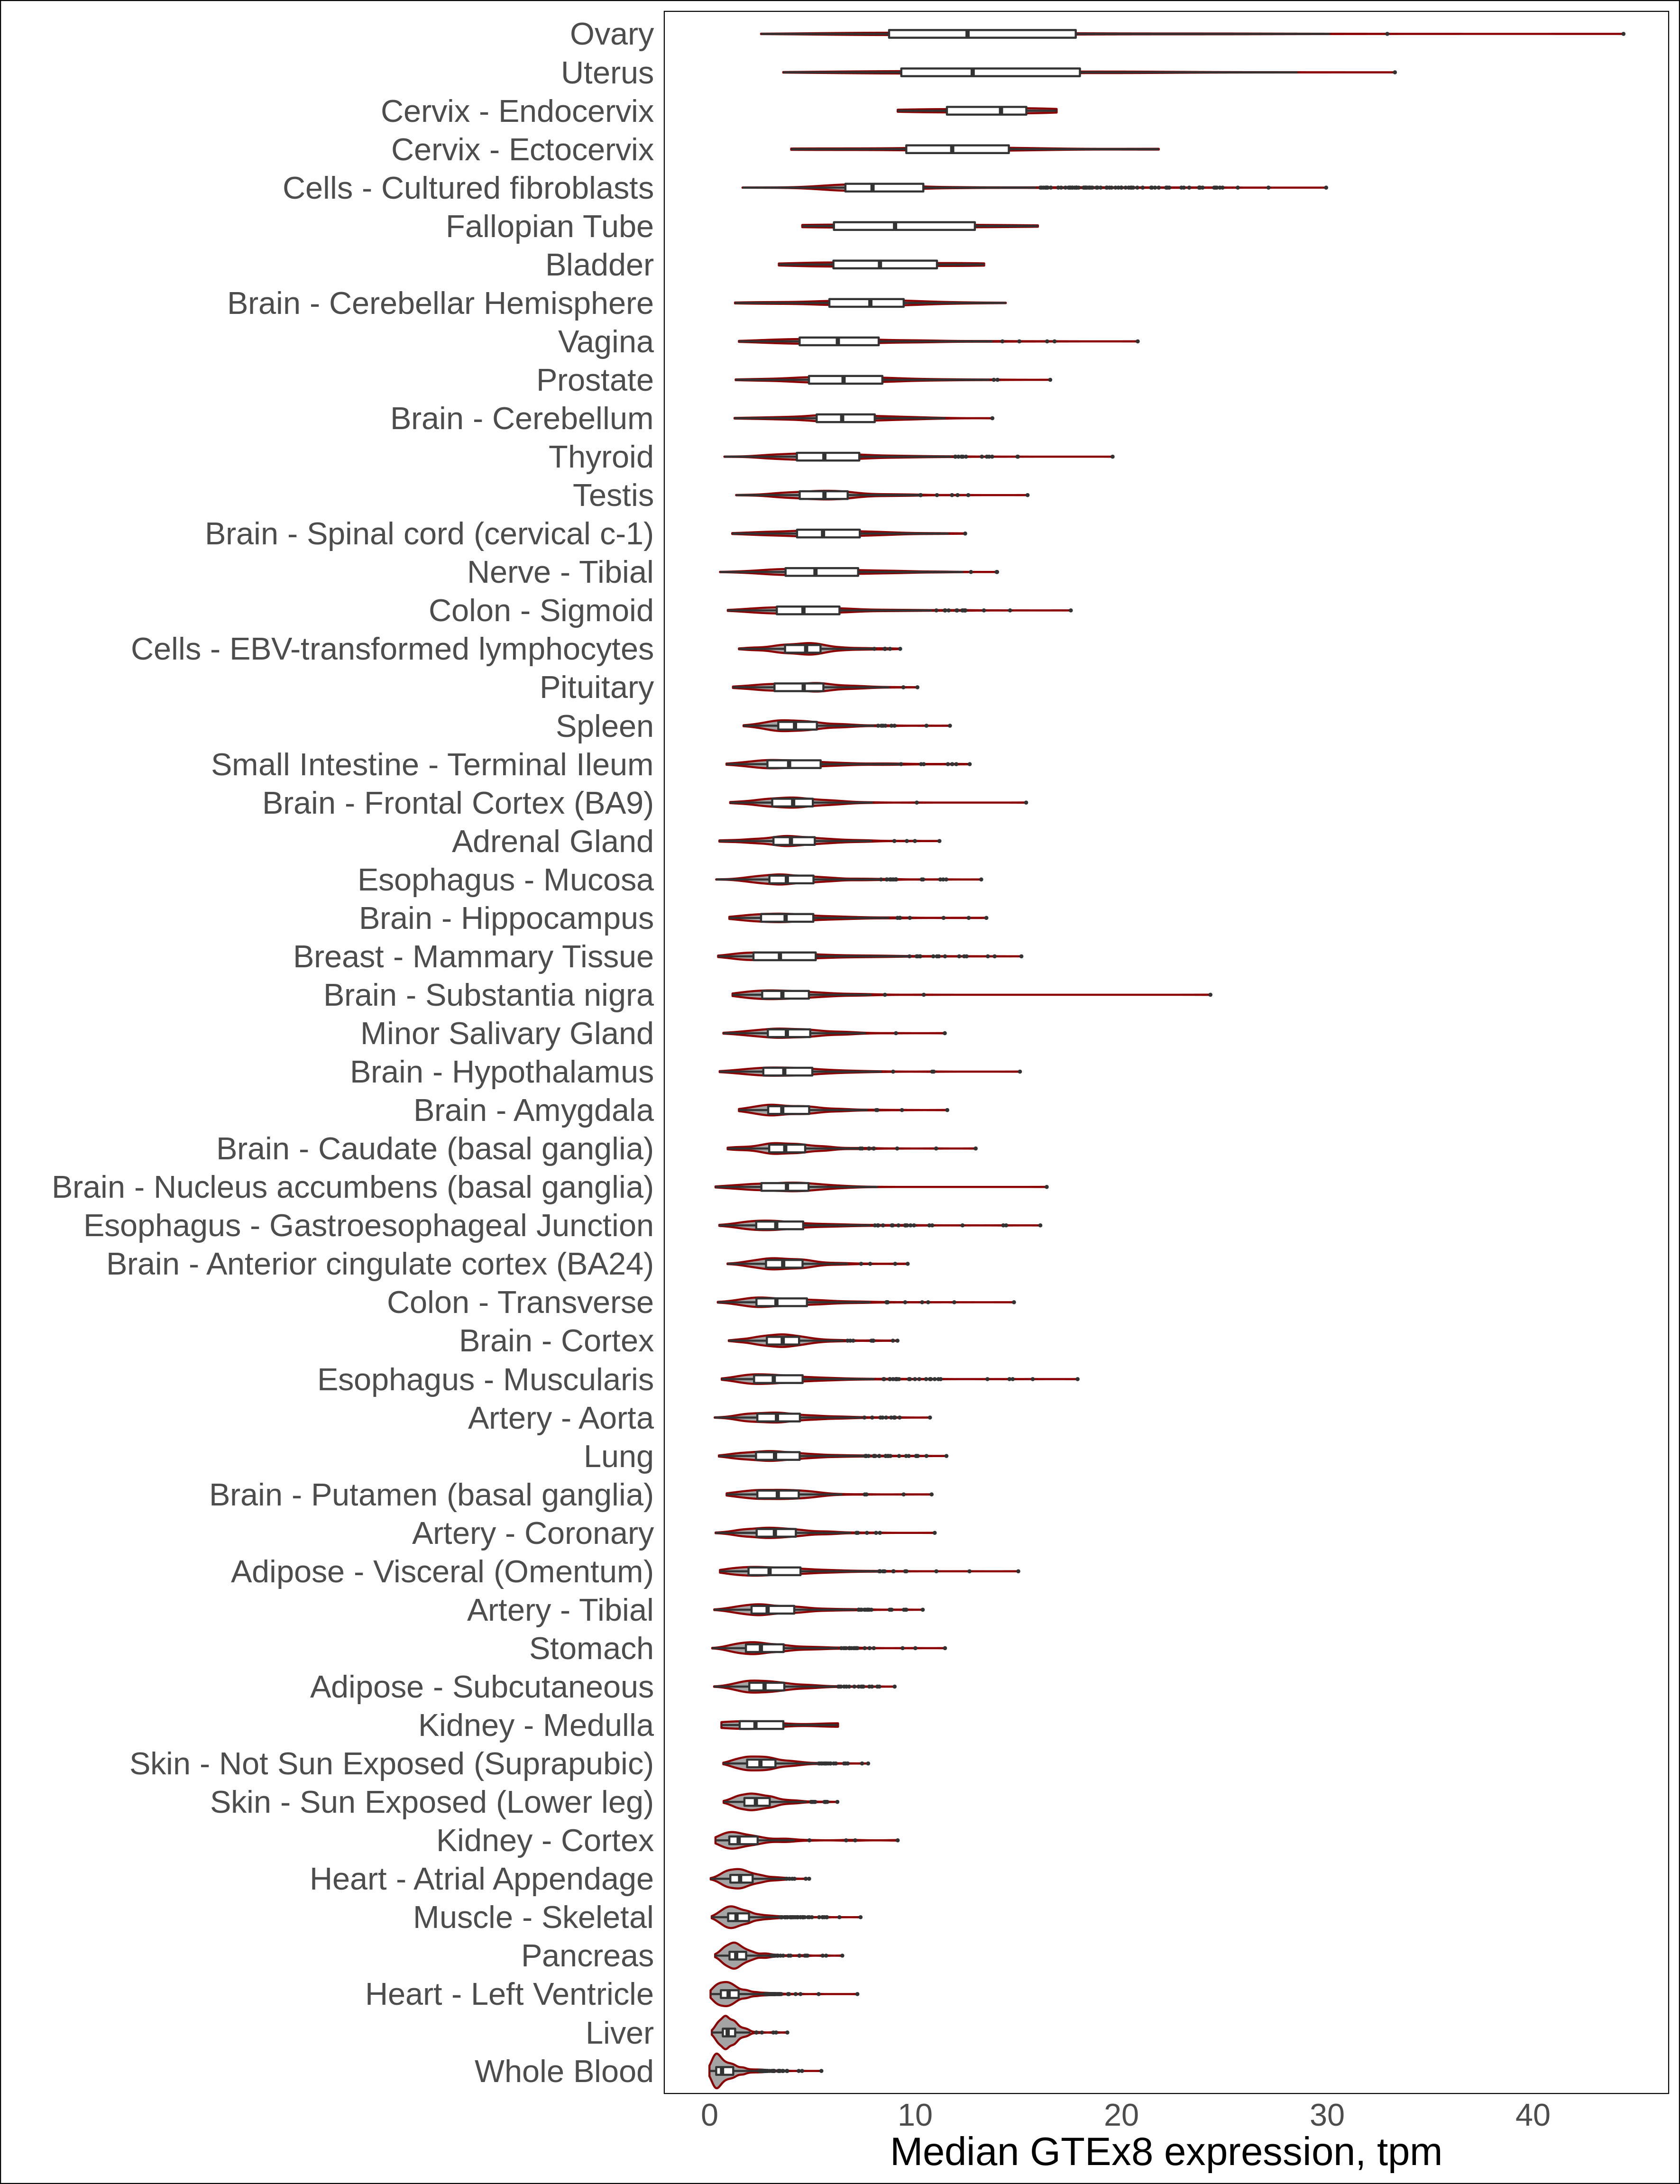 Ovary
Uterus
Cervix - Endocervix
Cervix - Ectocervix
Cells - Cultured fibroblasts
Fallopian Tube
Bladder
Brain - Cerebellar Hemisphere
Vagina
Prostate
Brain - Cerebellum
Thyroid
Testis
Brain - Spinal cord (cervical c-1)
Nerve - Tibial
Colon - Sigmoid
Cells - EBV-transformed lymphocytes
Pituitary
Spleen
Small Intestine - Terminal Ileum
Brain - Frontal Cortex (BA9)
Adrenal Gland
Esophagus - Mucosa
Brain - Hippocampus
Breast - Mammary Tissue
Brain - Substantia nigra
Minor Salivary Gland
Brain - Hypothalamus
Brain - Amygdala
Brain - Caudate (basal ganglia)
Brain - Nucleus accumbens (basal ganglia)
Esophagus - Gastroesophageal Junction
Brain - Anterior cingulate cortex (BA24)
Colon - Transverse
Brain - Cortex
Esophagus - Muscularis
Artery - Aorta
Lung
Brain - Putamen (basal ganglia)
Artery - Coronary
Adipose - Visceral (Omentum)
Artery - Tibial
Stomach
Adipose - Subcutaneous
Kidney - Medulla
Skin - Not Sun Exposed (Suprapubic)
Skin - Sun Exposed (Lower leg)
Kidney - Cortex
Heart - Atrial Appendage
Muscle - Skeletal
Pancreas
Heart - Left Ventricle
Liver
Whole Blood
0 10 20 30 40
Median GTEx8 expression, tpm